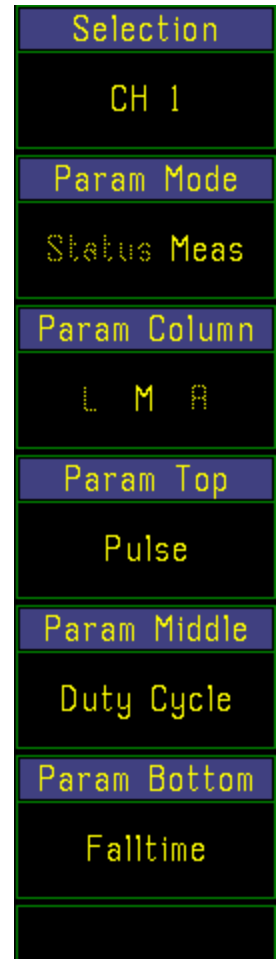 Selection
CH 1
Param Mode
Status Meas
Param Column
L M A
Param Top
Pulse
Param Middle
Duty Cycle
Param Bottom
Falltime